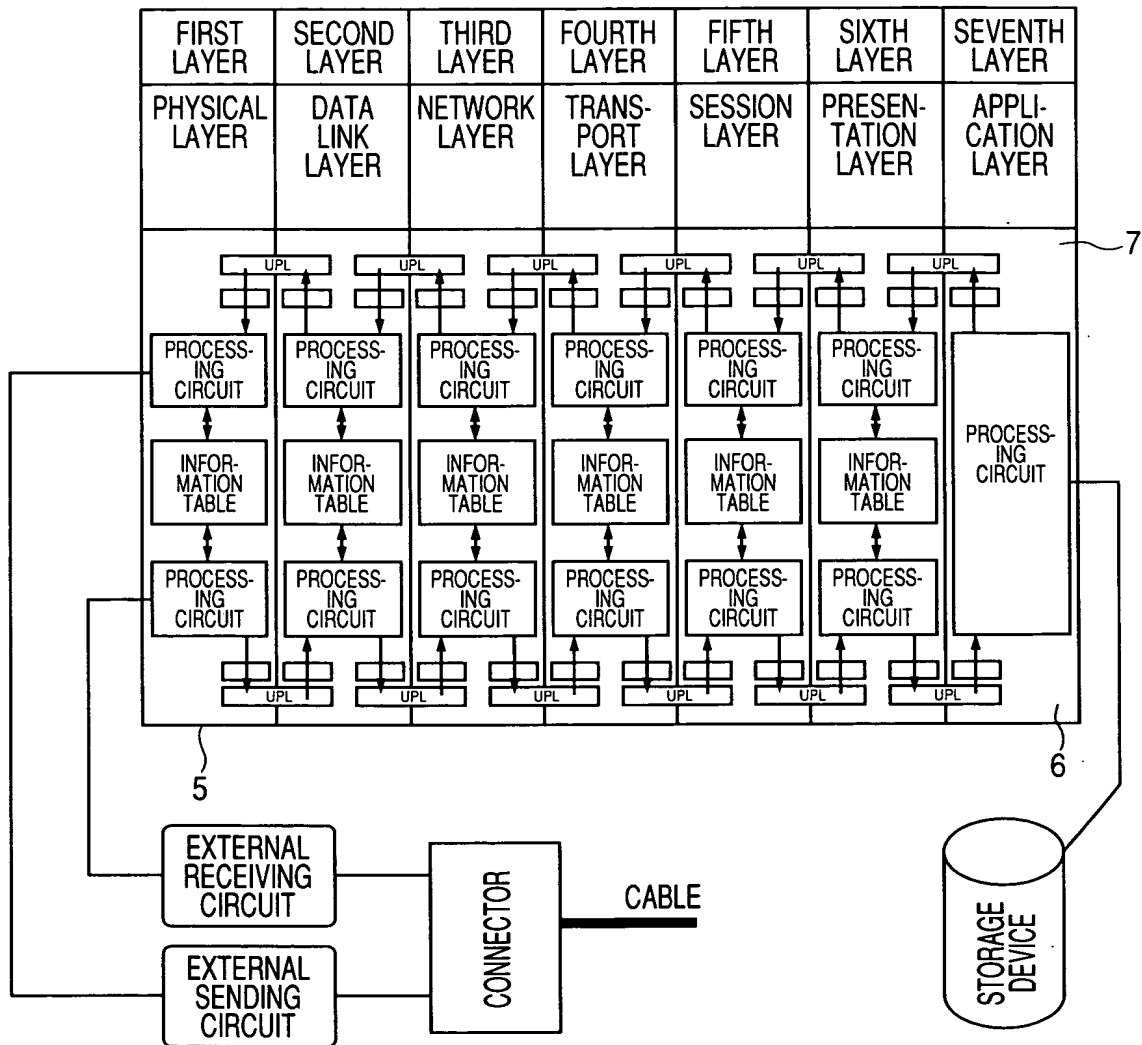 FIRST LAYER
SECOND LAYER
THIRD LAYER
FOURTH LAYER
FIFTH LAYER
SIXTH LAYER
SEVENTH LAYER
PHYSICAL LAYER
DATA LINK LAYER
NETWORK LAYER
TRANS-
PORT LAYER
SESSION LAYER
PRESEN-
TATION LAYER
APPLI-
CATION LAYER
7
UPL
UPL
UPL
UPL
UPL
UPL
PROCESS-
ING CIRCUIT
PROCESS-
ING CIRCUIT
PROCESS-
ING CIRCUIT
PROCESS-
ING CIRCUIT
PROCESS-
ING CIRCUIT
PROCESS-
ING CIRCUIT
PROCESS-
ING CIRCUIT
INFOR-
MATION TABLE
INFOR-
MATION TABLE
INFOR-
MATION TABLE
INFOR-
MATION TABLE
INFOR-
MATION TABLE
INFOR-
MATION TABLE
PROCESS-
ING CIRCUIT
PROCESS-
ING CIRCUIT
PROCESS-
ING CIRCUIT
PROCESS-
ING CIRCUIT
PROCESS-
ING CIRCUIT
PROCESS-
ING CIRCUIT
UPL
UPL
UPL
UPL
UPL
UPL
5
6
EXTERNAL
RECEIVING
CIRCUIT
EXTERNAL
SENDING
CIRCUIT
CONNECTOR
CABLE
STORAGE
DEVICE